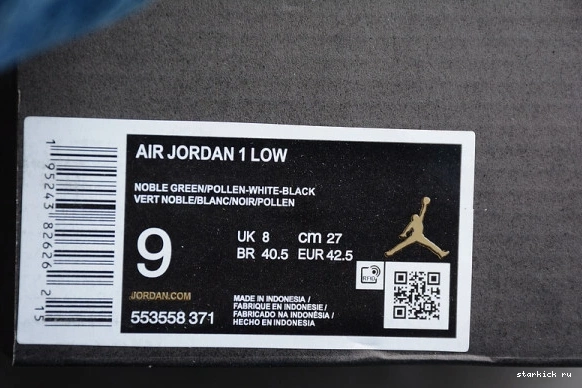 AIR JORDAN 1 LOW
NOBLE GREEN/POLLEN-WHITE-BLACK
VERT NOBLE/BLANC/NOIR/POLLEN
9
UK 8 cm 27
BR 40.5 EUR 42.5
RFID
JORDAN.COM
553558 371
MADE IN INDONESIA /
FABRIQUE EN INDONESIE /
FABRICADO NA INDONÉSIA /
HECHO EN INDONESIA
1 95243 82626 215
starkick ru